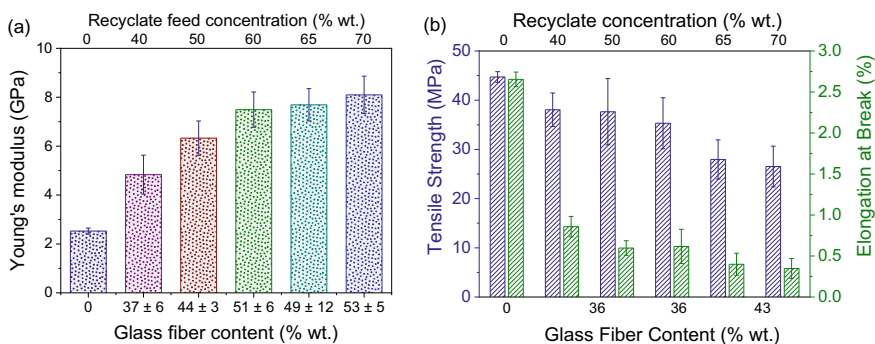 (a)
Recyclate feed concentration (% wt.)
0 40 50 60 65 70
Young's modulus (GPa)
10
8
6
4
2
0
0 37 ± 6 44 ± 3 51 ± 6 49 ± 12 53 ± 5
Glass fiber content (% wt.)
(b)
Recyclate concentration (% wt.)
0 40 50 60 65 70
Tensile Strength (MPa)
50
40
30
20
10
0
3.0
2.5
2.0
1.5
1.0
0.5
0.0
Elongation at Break (%)
0 36 36 43
Glass Fiber Content (% wt.)